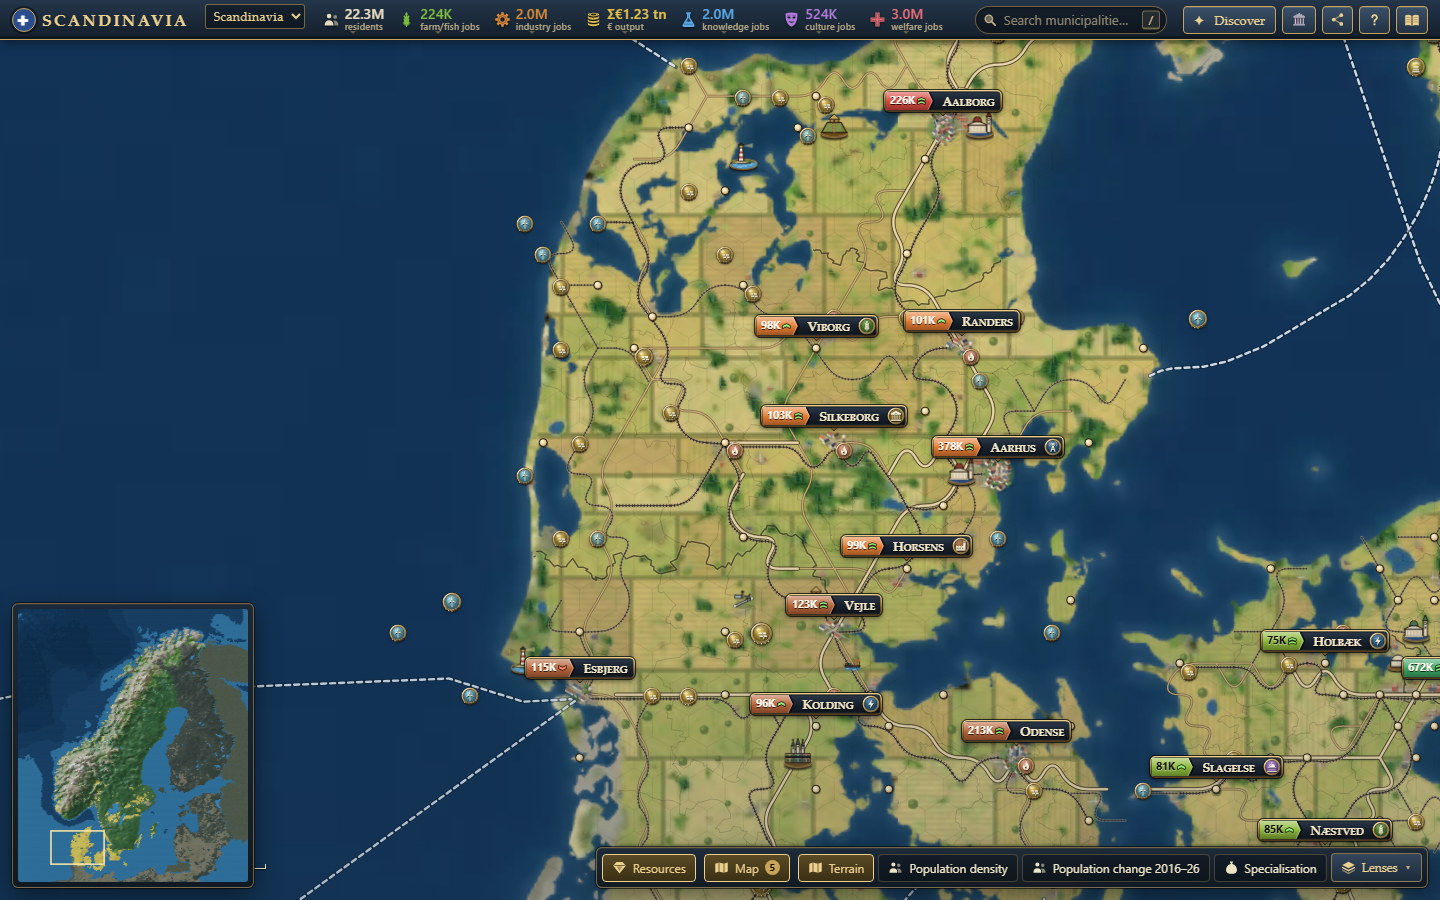 SCANDINAVIA
Scandinavia
22.3M
residents
224K
farm/fish jobs
2.0M
industry jobs
Σ€1.23 tn
€ output
2.0M
knowledge jobs
524K
culture jobs
3.0M
welfare jobs
Search municipalitie…
/
Discover
?
226K AALBORG
98K VIBORG
101K RANDERS
103K SILKEBORG
378K AARHUS
99K HORSENS
123K VEJLE
75K HOLBÆK
115K ESBJERG
672K
96K KOLDING
213K ODENSE
81K SLAGELSE
85K NÆSTVED
Resources
Map 5
Terrain
Population density
Population change 2016–26
Specialisation
Lenses